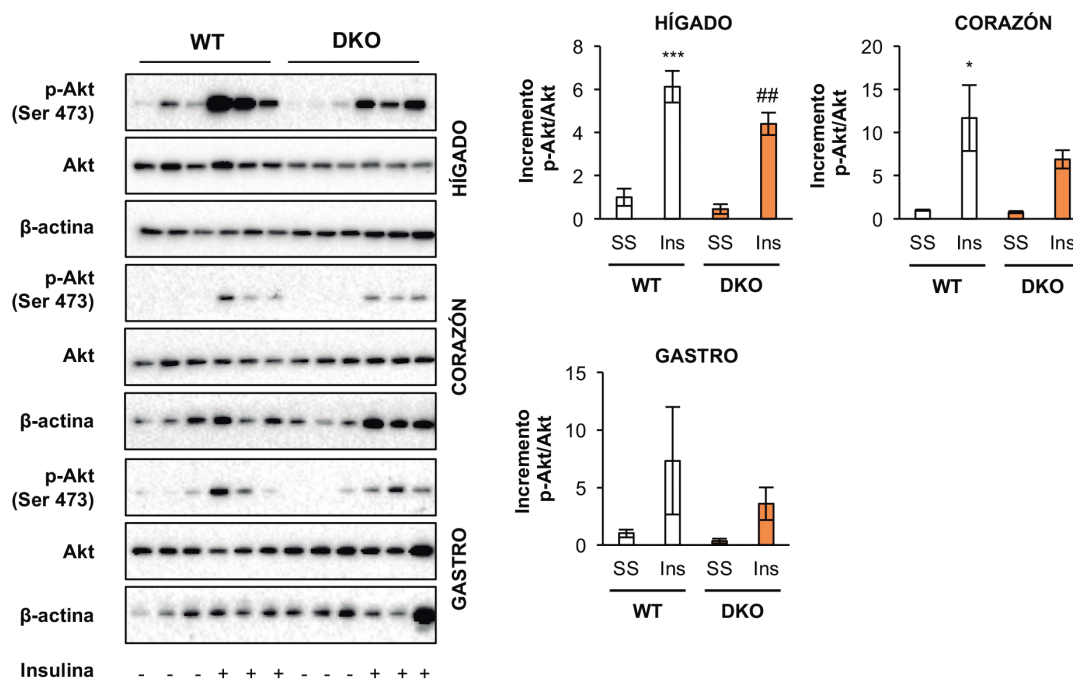 WT DKO
p-Akt
(Ser 473)
Akt
β-actina
HÍGADO
p-Akt
(Ser 473)
Akt
β-actina
CORAZÓN
p-Akt
(Ser 473)
Akt
β-actina
GASTRO
Insulina - - - + + + - - - + + +
HÍGADO
Incremento
p-Akt/Akt
8
6
4
2
0
***
##
SS Ins SS Ins
WT DKO
CORAZÓN
Incremento
p-Akt/Akt
20
15
10
5
0
*
SS Ins SS Ins
WT DKO
GASTRO
Incremento
p-Akt/Akt
15
10
5
0
SS Ins SS Ins
WT DKO